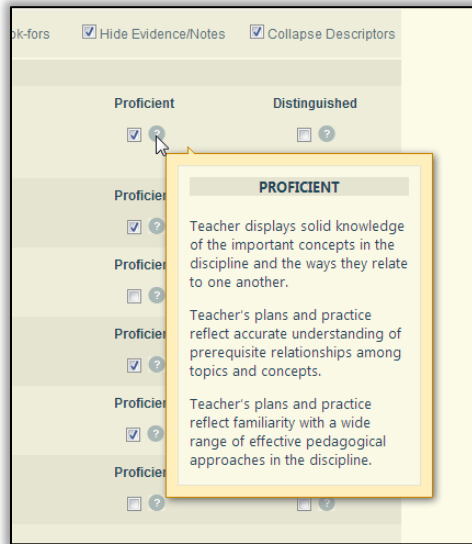 ok-fors Hide Evidence/Notes Collapse Descriptors
Proficient Distinguished
? ?
PROFICIENT
Proficien
?
Teacher displays solid knowledge
of the important concepts in the
discipline and the ways they relate
to one another.
Proficien
?
Teacher's plans and practice
reflect accurate understanding of
prerequisite relationships among
topics and concepts.
Proficien
?
Teacher's plans and practice
reflect familiarity with a wide
range of effective pedagogical
approaches in the discipline.
Proficien
?
Proficien
? ?